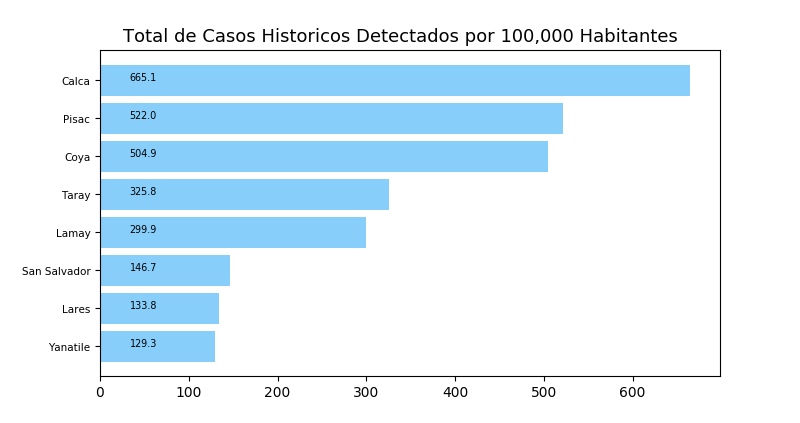 Total de Casos Historicos Detectados por 100,000 Habitantes
Calca 665.1
Pisac 522.0
Coya 504.9
Taray 325.8
Lamay 299.9
San Salvador 146.7
Lares 133.8
Yanatile 129.3
0 100 200 300 400 500 600